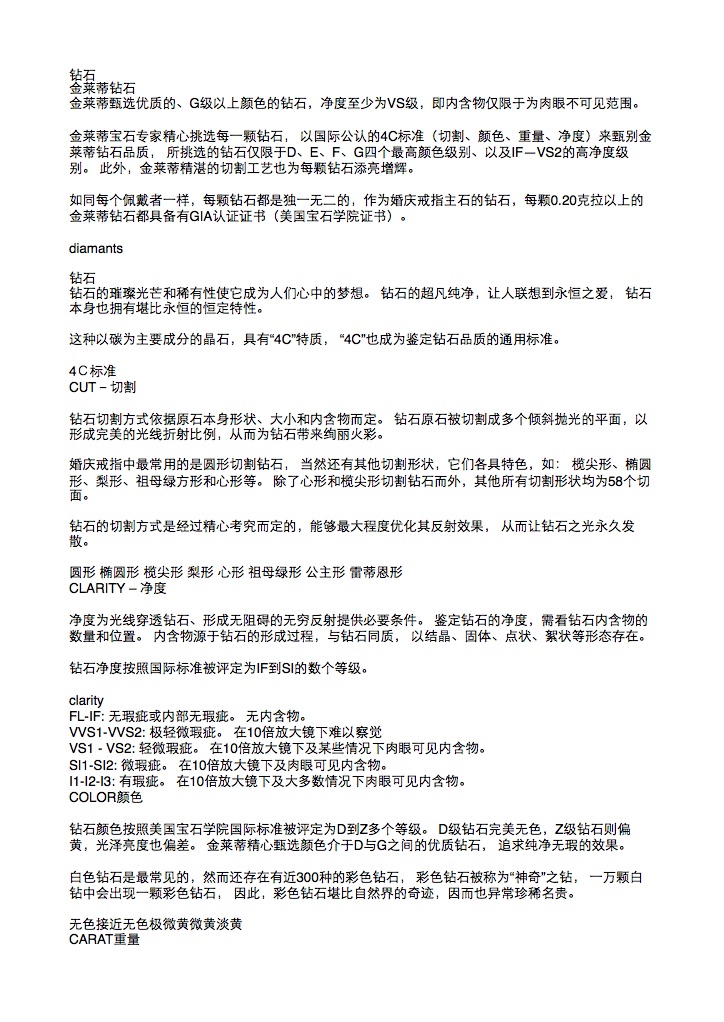 钻石
金莱蒂钻石
金莱蒂甄选优质的、G级以上颜色的钻石，净度至少为VS级，即内含物仅限于为肉眼不可见范围。
金莱蒂宝石专家精心挑选每一颗钻石， 以国际公认的4C标准（切割、颜色、重量、净度）来甄别金
莱蒂钻石品质， 所挑选的钻石仅限于D、E、F、G四个最高颜色级别、以及IF—VS2的高净度级
别。 此外，金莱蒂精湛的切割工艺也为每颗钻石添亮增辉。
如同每个佩戴者一样，每颗钻石都是独一无二的，作为婚庆戒指主石的钻石，每颗0.20克拉以上的
金莱蒂钻石都具备有GIA认证证书（美国宝石学院证书）。
diamants
钻石
钻石的璀璨光芒和稀有性使它成为人们心中的梦想。 钻石的超凡纯净，让人联想到永恒之爱， 钻石
本身也拥有堪比永恒的恒定特性。
这种以碳为主要成分的晶石，具有“4C”特质， “4C”也成为鉴定钻石品质的通用标准。
4Ｃ标准
CUT – 切割
钻石切割方式依据原石本身形状、大小和内含物而定。 钻石原石被切割成多个倾斜抛光的平面，以
形成完美的光线折射比例，从而为钻石带来绚丽火彩。
婚庆戒指中最常用的是圆形切割钻石， 当然还有其他切割形状，它们各具特色，如： 榄尖形、椭圆
形、梨形、祖母绿方形和心形等。 除了心形和榄尖形切割钻石而外，其他所有切割形状均为58个切
面。
钻石的切割方式是经过精心考究而定的，能够最大程度优化其反射效果， 从而让钻石之光永久发
散。
圆形 椭圆形 榄尖形 梨形 心形 祖母绿形 公主形 雷蒂恩形
CLARITY – 净度
净度为光线穿透钻石、形成无阻碍的无穷反射提供必要条件。 鉴定钻石的净度，需看钻石内含物的
数量和位置。 内含物源于钻石的形成过程，与钻石同质， 以结晶、固体、点状、絮状等形态存在。
钻石净度按照国际标准被评定为IF到SI的数个等级。
clarity
FL-IF: 无瑕疵或内部无瑕疵。 无内含物。
VVS1-VVS2: 极轻微瑕疵。 在10倍放大镜下难以察觉
VS1 - VS2: 轻微瑕疵。 在10倍放大镜下及某些情况下肉眼可见内含物。
SI1-SI2: 微瑕疵。 在10倍放大镜下及肉眼可见内含物。
I1-I2-I3: 有瑕疵。 在10倍放大镜下及大多数情况下肉眼可见内含物。
COLOR颜色
钻石颜色按照美国宝石学院国际标准被评定为D到Z多个等级。 D级钻石完美无色，Z级钻石则偏
黄，光泽亮度也偏差。 金莱蒂精心甄选颜色介于D与G之间的优质钻石， 追求纯净无瑕的效果。
白色钻石是最常见的，然而还存在有近300种的彩色钻石， 彩色钻石被称为“神奇”之钻， 一万颗白
钻中会出现一颗彩色钻石， 因此，彩色钻石堪比自然界的奇迹，因而也异常珍稀名贵。
无色接近无色极微黄微黄淡黄
CARAT重量